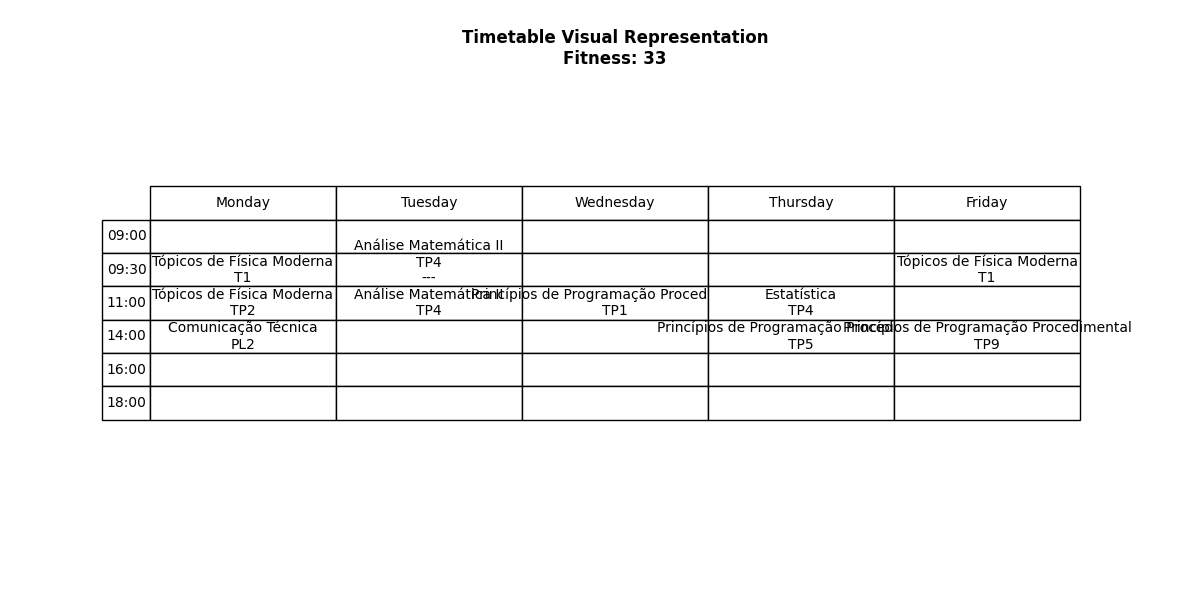 Timetable Visual Representation
Fitness: 33
Monday Tuesday Wednesday Thursday Friday
09:00
Análise Matemática II
09:30 Tópicos de Física Moderna TP4 Tópicos de Física Moderna
T1 --- T1
11:00 Tópicos de Física Moderna Análise Matemática II Princípios de Programação Proced Estatística
TP2 TP4 TP1 TP4
14:00 Comunicação Técnica Princípios de Programação Princípios de Programação Procedimental
PL2 TP5 TP9
16:00
18:00